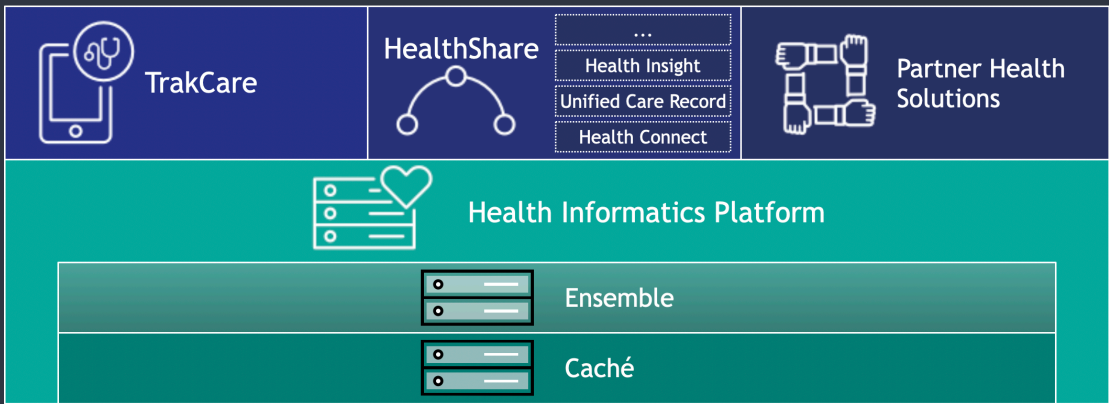 TrakCare
HealthShare
...
Health Insight
Unified Care Record
Health Connect
Partner Health
Solutions
Health Informatics Platform
Ensemble
Caché